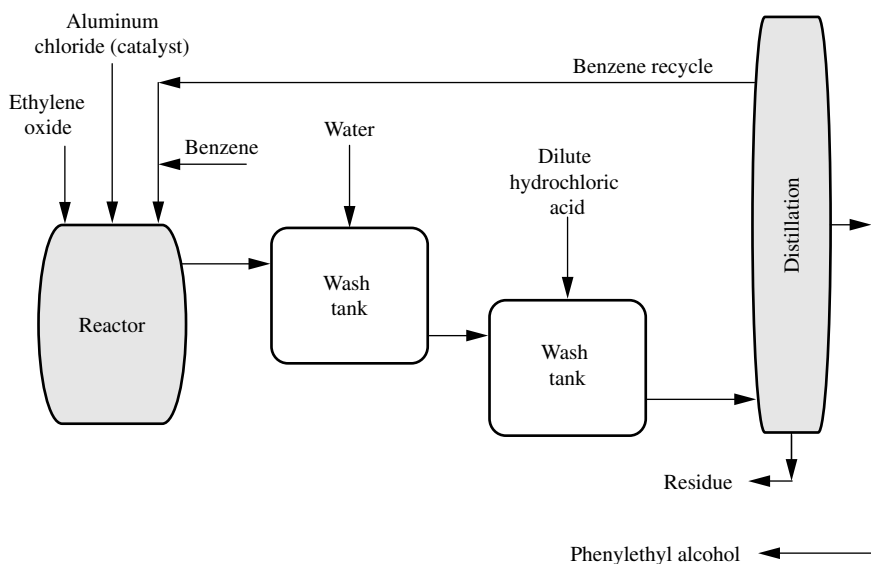 Aluminum
chloride (catalyst)
Benzene recycle
Ethylene
oxide
Benzene
Water
Dilute
hydrochloric
acid
Distillation
Wash
tank
Reactor
Wash
tank
Residue
Phenylethyl alcohol